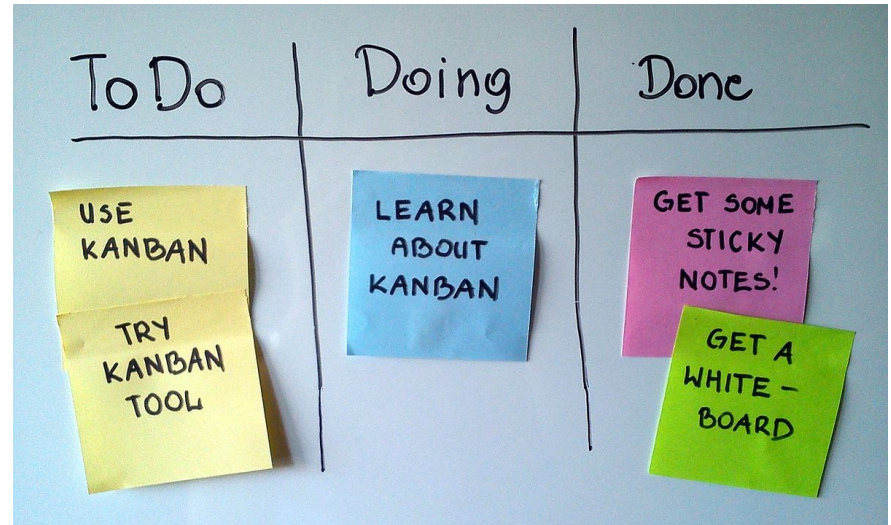 To Do
Doing
Done
USE
KANBAN
TRY
KANBAN
TOOL
LEARN
ABOUT
KANBAN
GET SOME
STICKY
NOTES!
GET A
WHITE-
BOARD